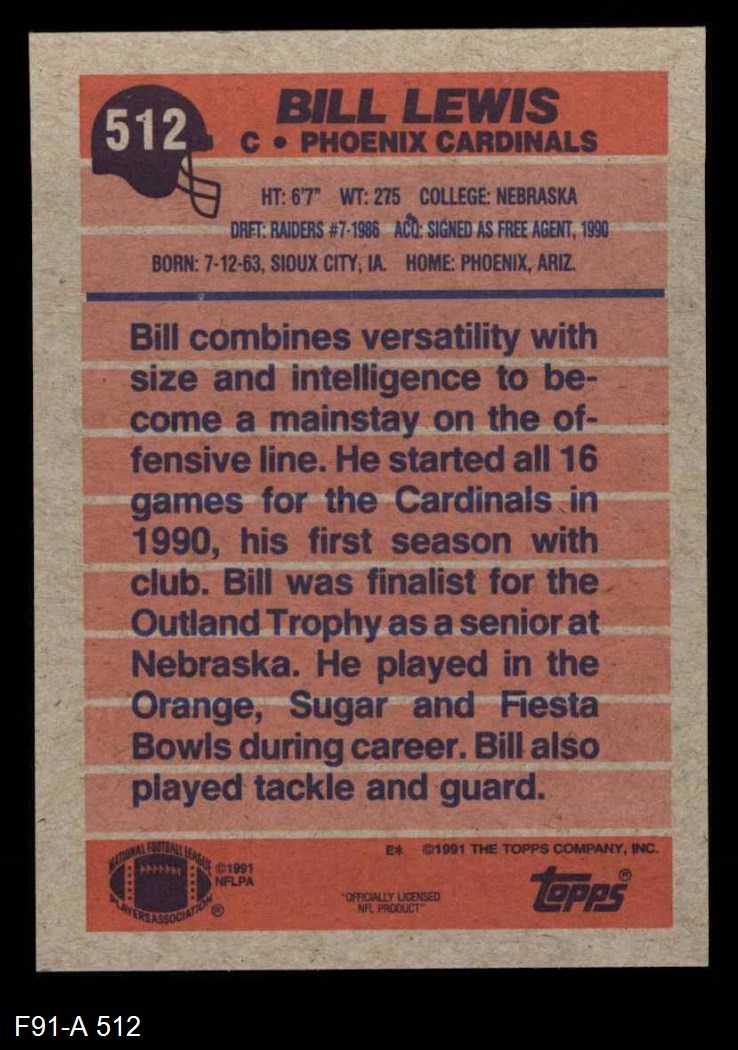 512
BILL LEWIS
C • PHOENIX CARDINALS
HT: 6'7" WT: 275 COLLEGE: NEBRASKA
DRFT: RAIDERS #7-1986 ACQ: SIGNED AS FREE AGENT, 1990
BORN: 7-12-63, SIOUX CITY, IA. HOME: PHOENIX, ARIZ.
Bill combines versatility with
size and intelligence to be-
come a mainstay on the of-
fensive line. He started all 16
games for the Cardinals in
1990, his first season with
club. Bill was finalist for the
Outland Trophy as a senior at
Nebraska. He played in the
Orange, Sugar and Fiesta
Bowls during career. Bill also
played tackle and guard.
E* ©1991 THE TOPPS COMPANY, INC.
NATIONAL FOOTBALL LEAGUE
PLAYERS ASSOCIATION ®
©1991
NFLPA
"OFFICIALLY LICENSED
NFL PRODUCT"
topps®
F91-A 512